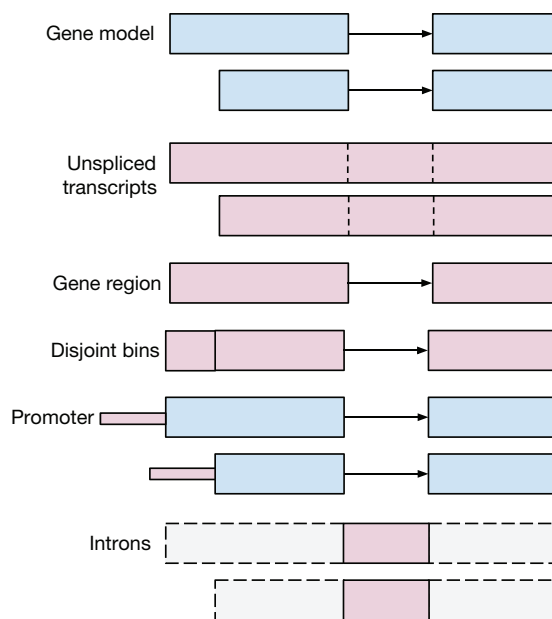 Gene model
Unspliced
transcripts
Gene region
Disjoint bins
Promoter
Introns